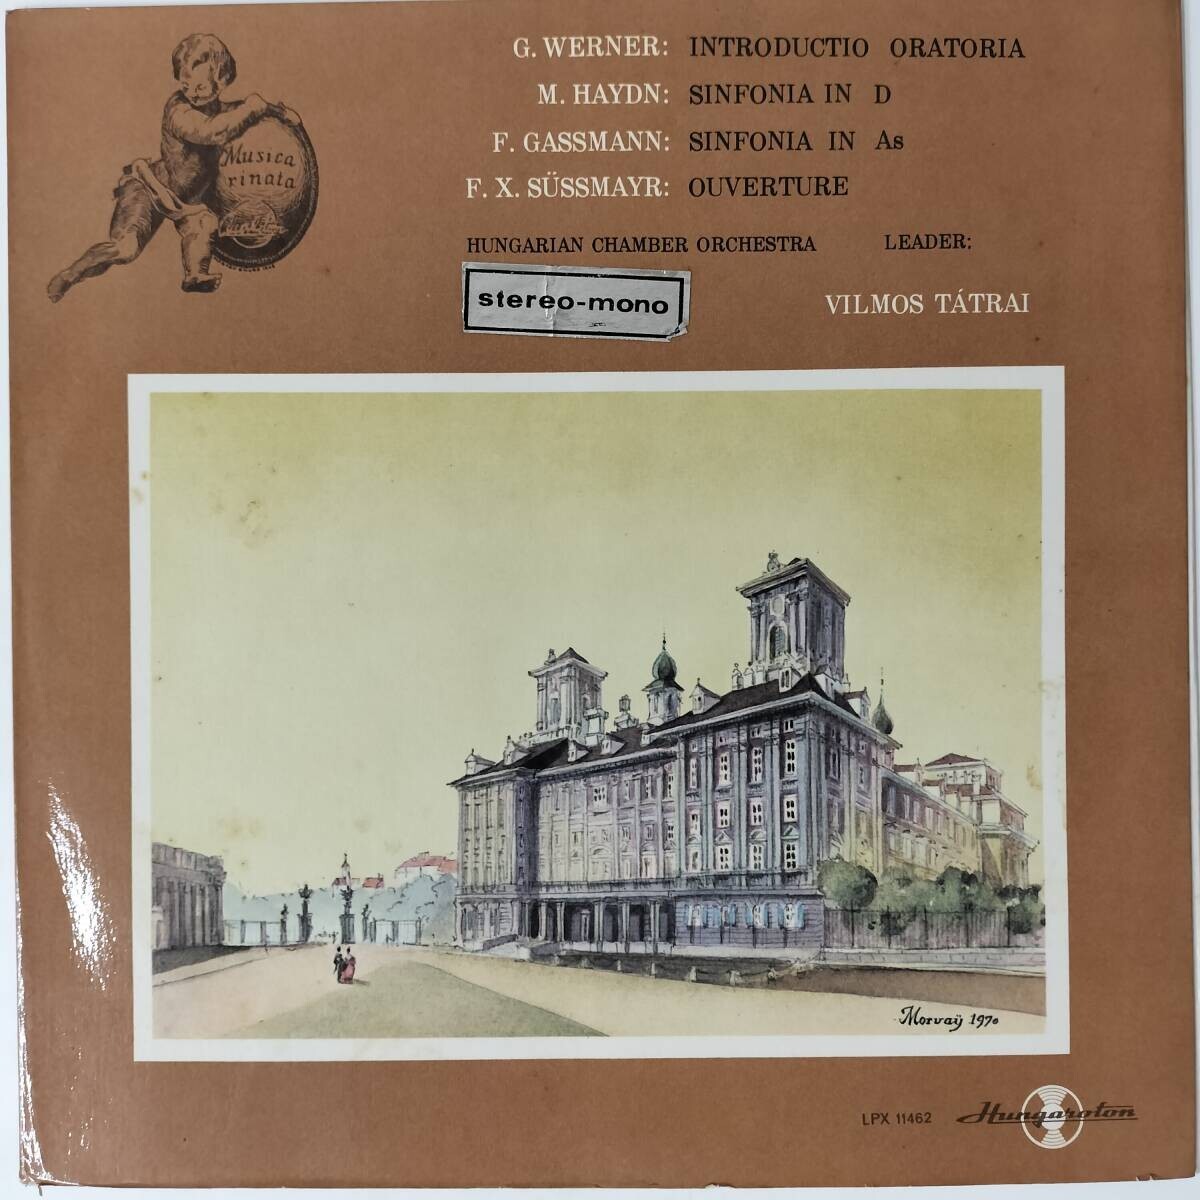 G. WERNER: INTRODUCTIO ORATORIA
M. HAYDN: SINFONIA IN D
F. GASSMANN: SINFONIA IN As
F. X. SÜSSMAYR: OUVERTURE
Musica
rinata
HUNGARIAN CHAMBER ORCHESTRA LEADER:
stereo-mono
VILMOS TÁTRAI
Morvaÿ 1970
LPX 11462 Hungaroton